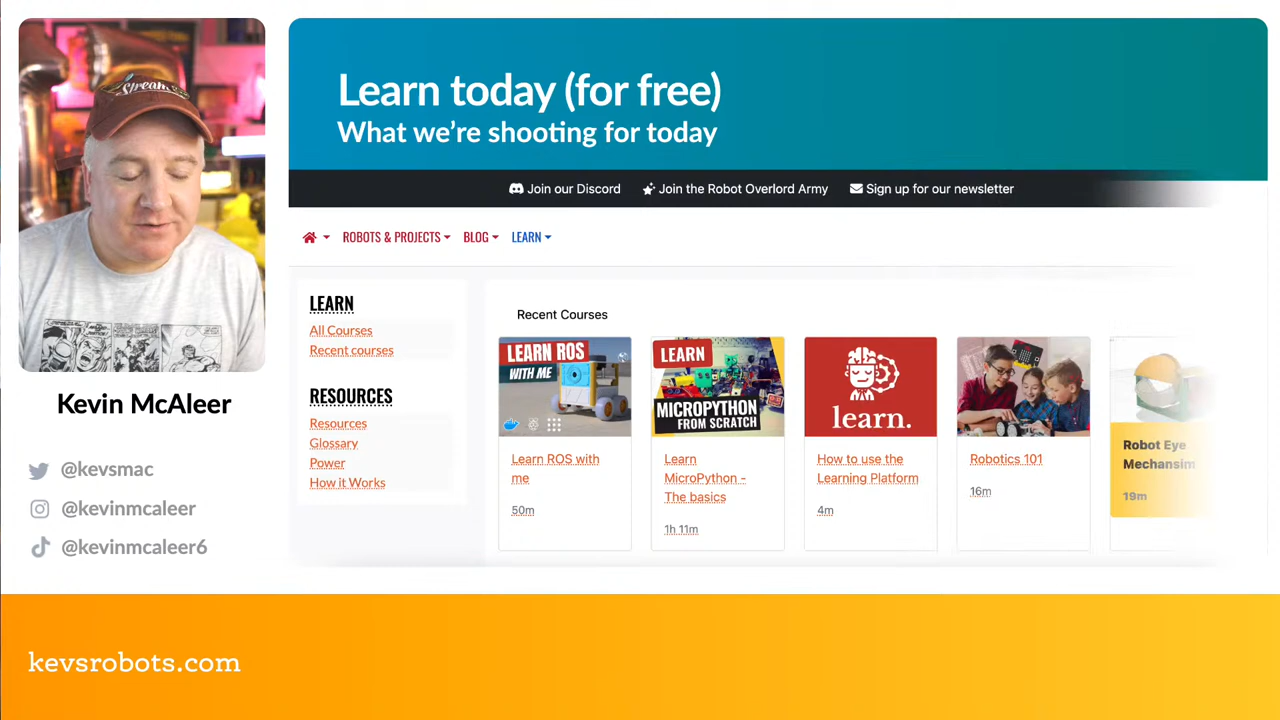 Stream
Kevin McAleer
@kevsmac
@kevinmcaleer
@kevinmcaleer6
Learn today (for free)
What we're shooting for today
Join our Discord Join the Robot Overlord Army Sign up for our newsletter
ROBOTS & PROJECTS BLOG LEARN
LEARN
All Courses
Recent courses
RESOURCES
Resources
Glossary
Power
How it Works
Recent Courses
LEARN ROS
WITH ME
Learn ROS with
me
50m
LEARN
MICROPYTHON
FROM SCRATCH
Learn
MicroPython -
The basics
1h 11m
learn.
How to use the
Learning Platform
4m
Robotics 101
16m
Robot Eye
Mechansim
19m
kevsrobots.com